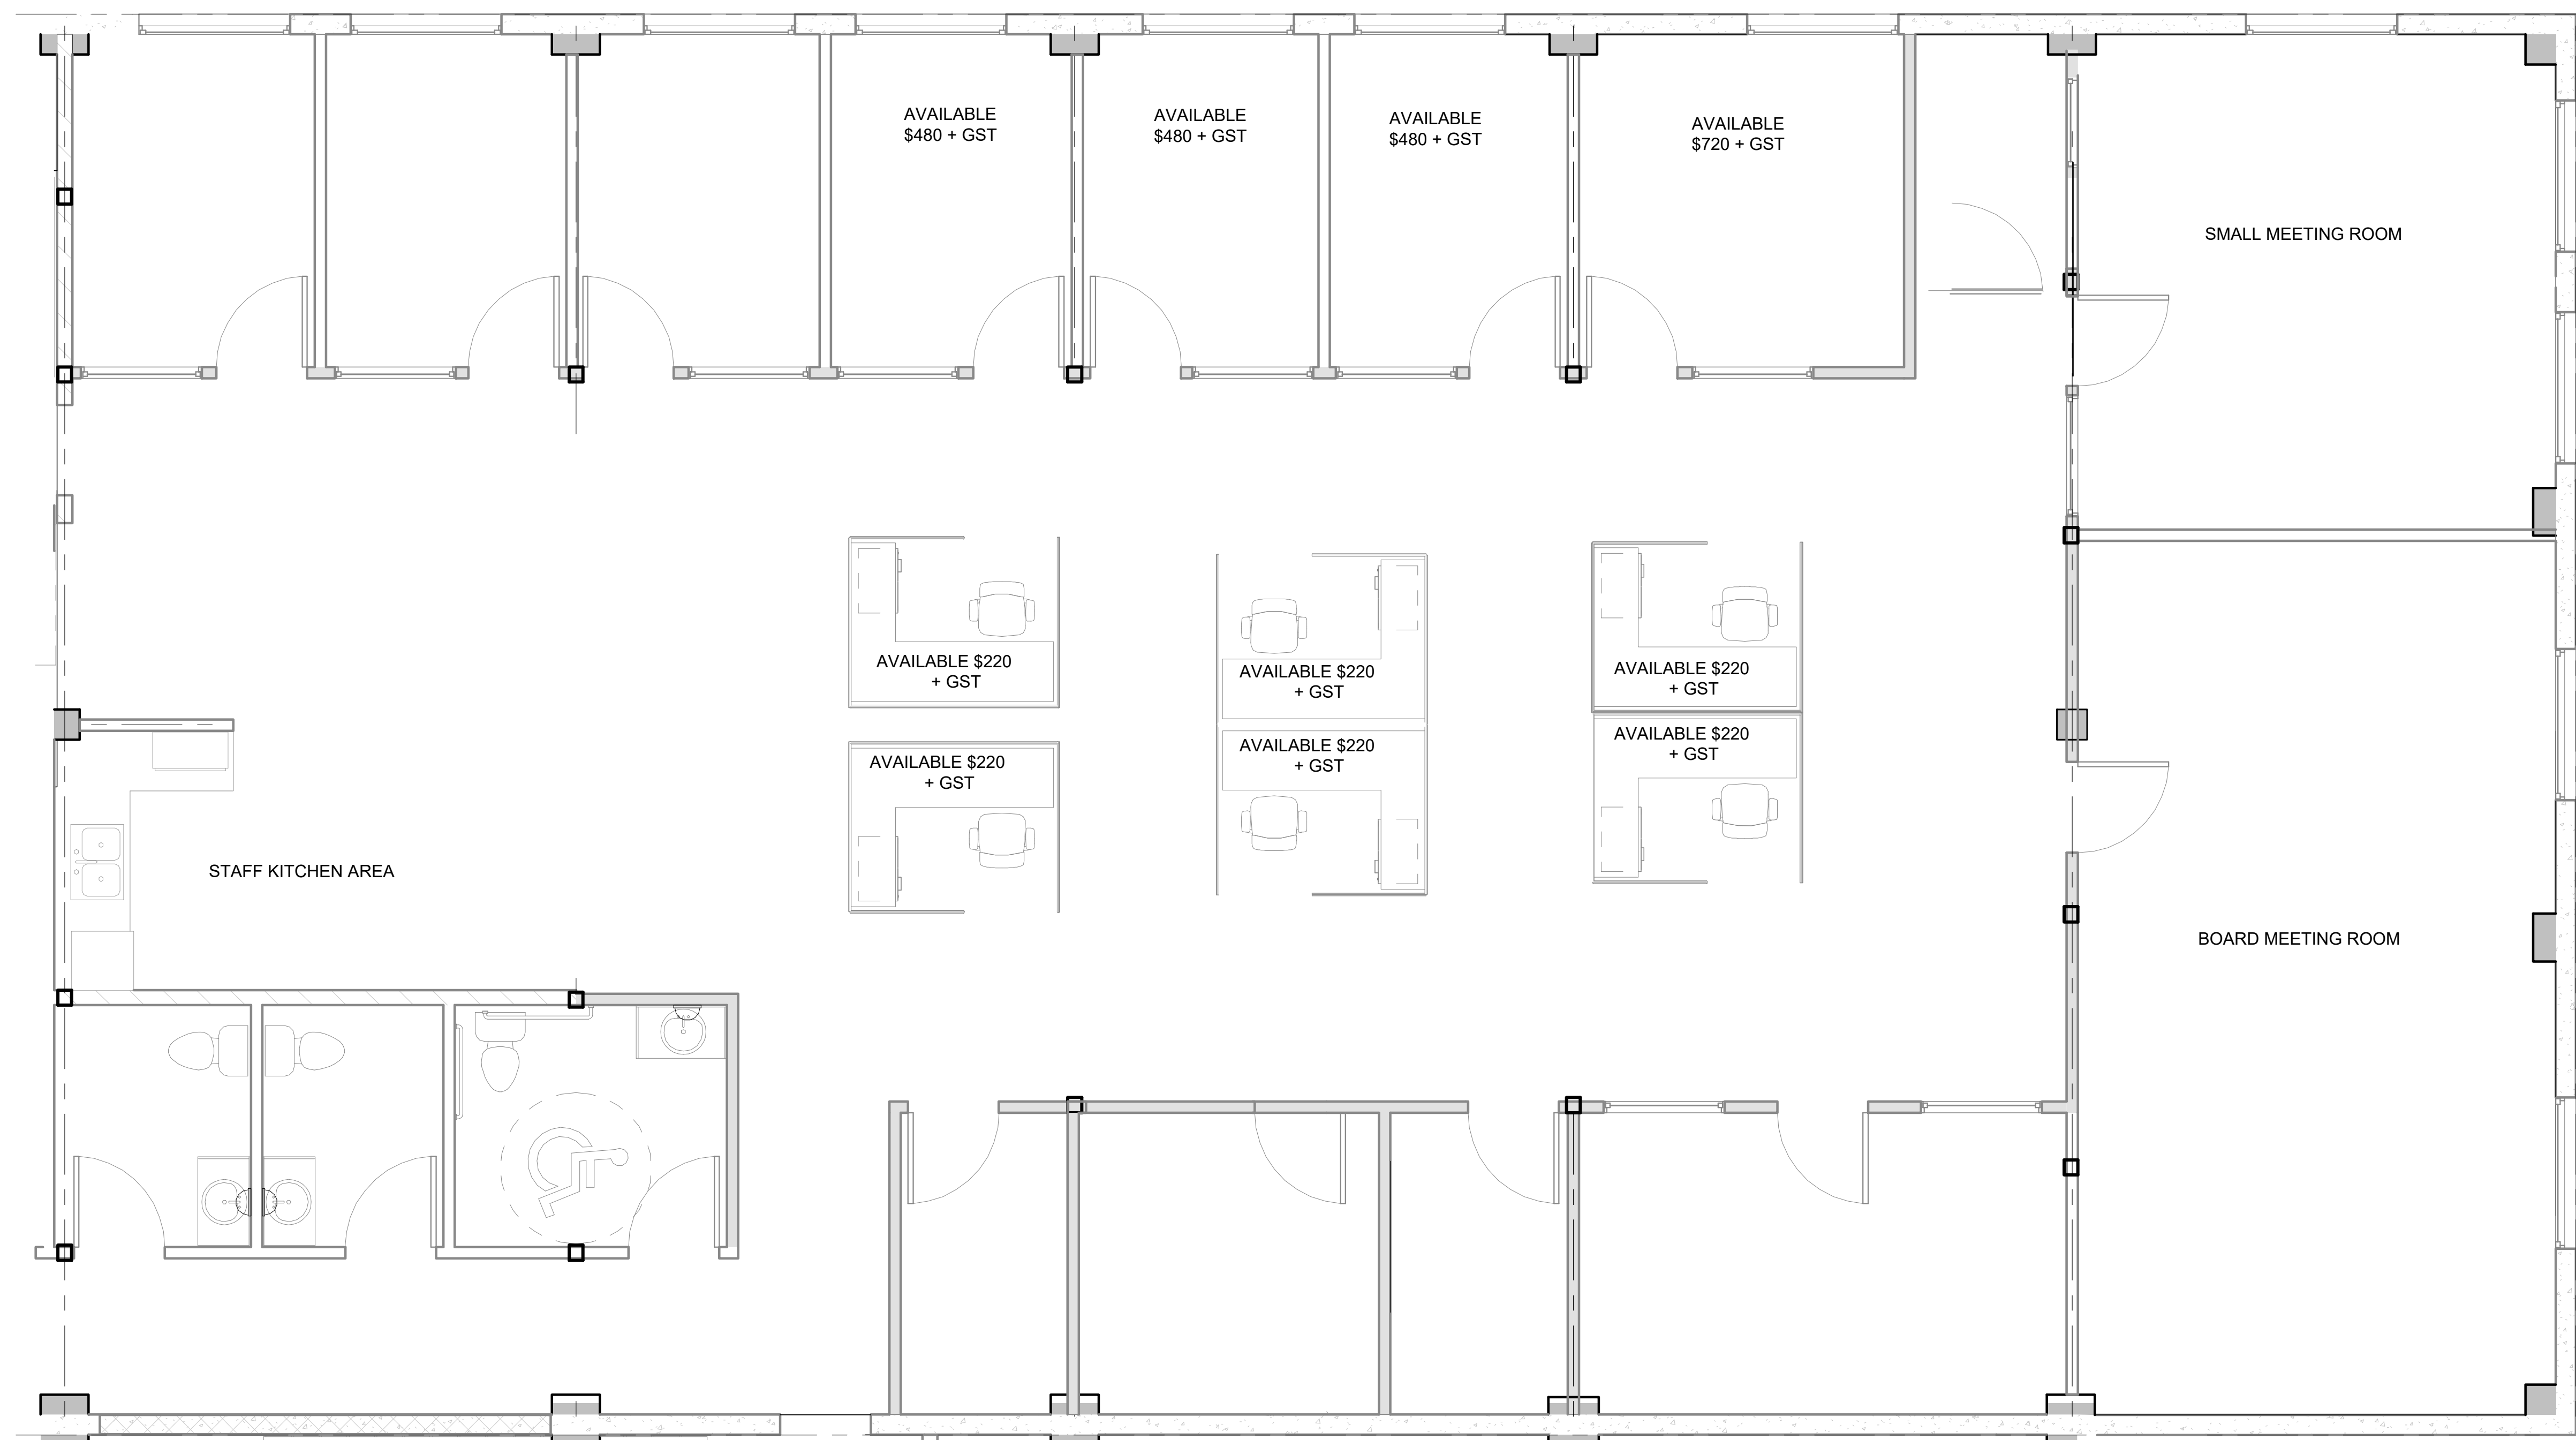 AVAILABLE
$480 + GST
AVAILABLE
$480 + GST
AVAILABLE
$480 + GST
AVAILABLE
$720 + GST
SMALL MEETING ROOM
AVAILABLE $220
+ GST
AVAILABLE $220
+ GST
AVAILABLE $220
+ GST
AVAILABLE $220
+ GST
AVAILABLE $220
+ GST
AVAILABLE $220
+ GST
STAFF KITCHEN AREA
BOARD MEETING ROOM